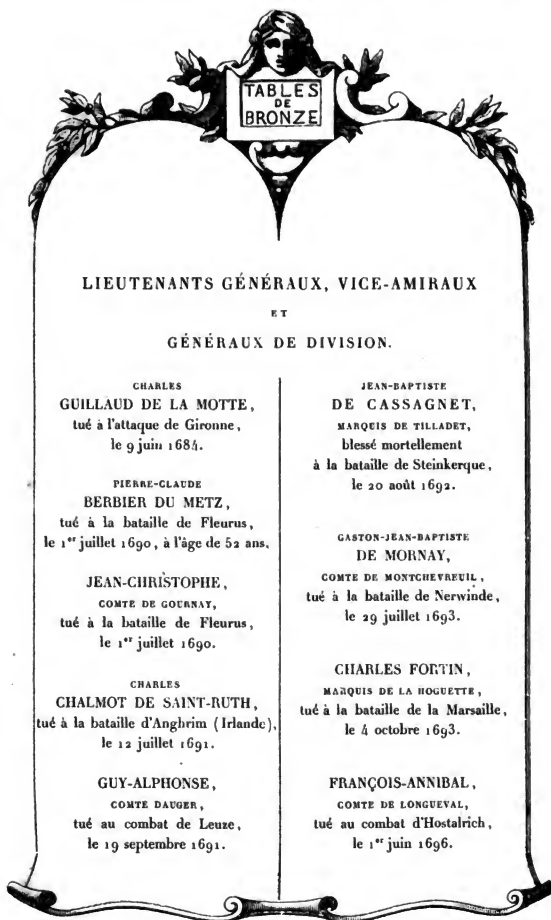 TABLES
DE
BRONZE
LIEUTENANTS GÉNÉRAUX, VICE-AMIRAUX
ET
GÉNÉRAUX DE DIVISION.
CHARLES
GUILLAUD DE LA MOTTE,
tué à l'attaque de Gironne,
le 9 juin 1684.
PIERRE-CLAUDE
BERBIER DU METZ,
tué à la bataille de Fleurus,
le 1er juillet 1690, à l'âge de 52 ans.
JEAN-CHRISTOPHE,
COMTE DE GOURNAY,
tué à la bataille de Fleurus,
le 1er juillet 1690.
CHARLES
CHALMOT DE SAINT-RUTH,
tué à la bataille d'Anghrim (Irlande),
le 12 juillet 1691.
GUY-ALPHONSE,
COMTE DAUGER,
tué au combat de Leuze,
le 19 septembre 1691.
JEAN-BAPTISTE
DE CASSAGNET,
MARQUIS DE TILLADET,
blessé mortellement
à la bataille de Steinkerque,
le 20 août 1692.
GASTON-JEAN-BAPTISTE
DE MORNAY,
COMTE DE MONTCHEVREUIL,
tué à la bataille de Nerwinde,
le 29 juillet 1693.
CHARLES FORTIN,
MARQUIS DE LA HOGUETTE,
tué à la bataille de la Marsaille,
le 4 octobre 1693.
FRANÇOIS-ANNIBAL,
COMTE DE LONGUEVAL,
tué au combat d'Hostalrich,
le 1er juin 1696.